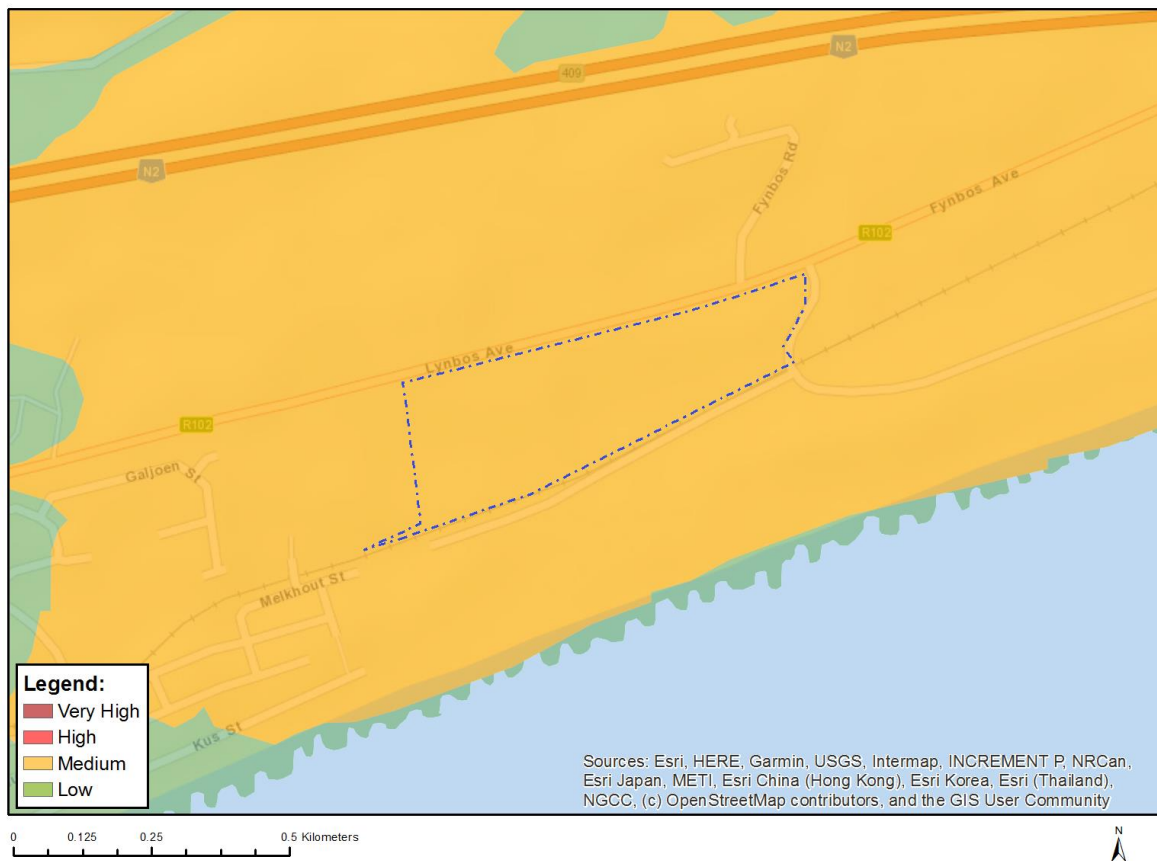 409
N2
N2
Fynbos Rd
Fynbos Ave
R102
Lynbos Ave
R102
Galjoen St
Melkhout St
Kus St
Legend:
Very High
High
Medium
Low
Sources: Esri, HERE, Garmin, USGS, Intermap, INCREMENT P, NRCan,
Esri Japan, METI, Esri China (Hong Kong), Esri Korea, Esri (Thailand),
NGCC, (c) OpenStreetMap contributors, and the GIS User Community
0 0.125 0.25 0.5 Kilometers
N